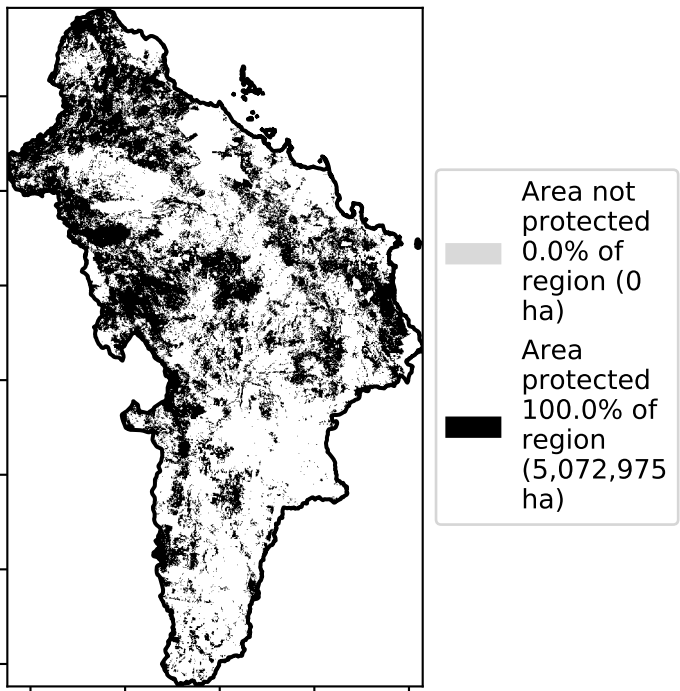 Area not
protected
0.0% of
region (0
ha)
Area
protected
100.0% of
region
(5,072,975
ha)